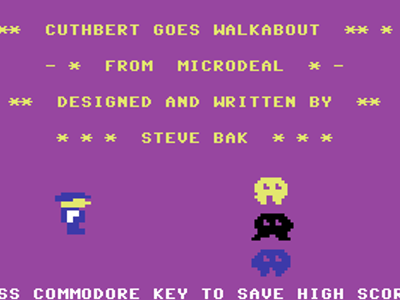 ** CUTHBERT GOES WALKABOUT ** *
- * FROM MICRODEAL * -
** DESIGNED AND WRITTEN BY **
* * * STEVE BAK * * *
SS COMMODORE KEY TO SAVE HIGH SCOR